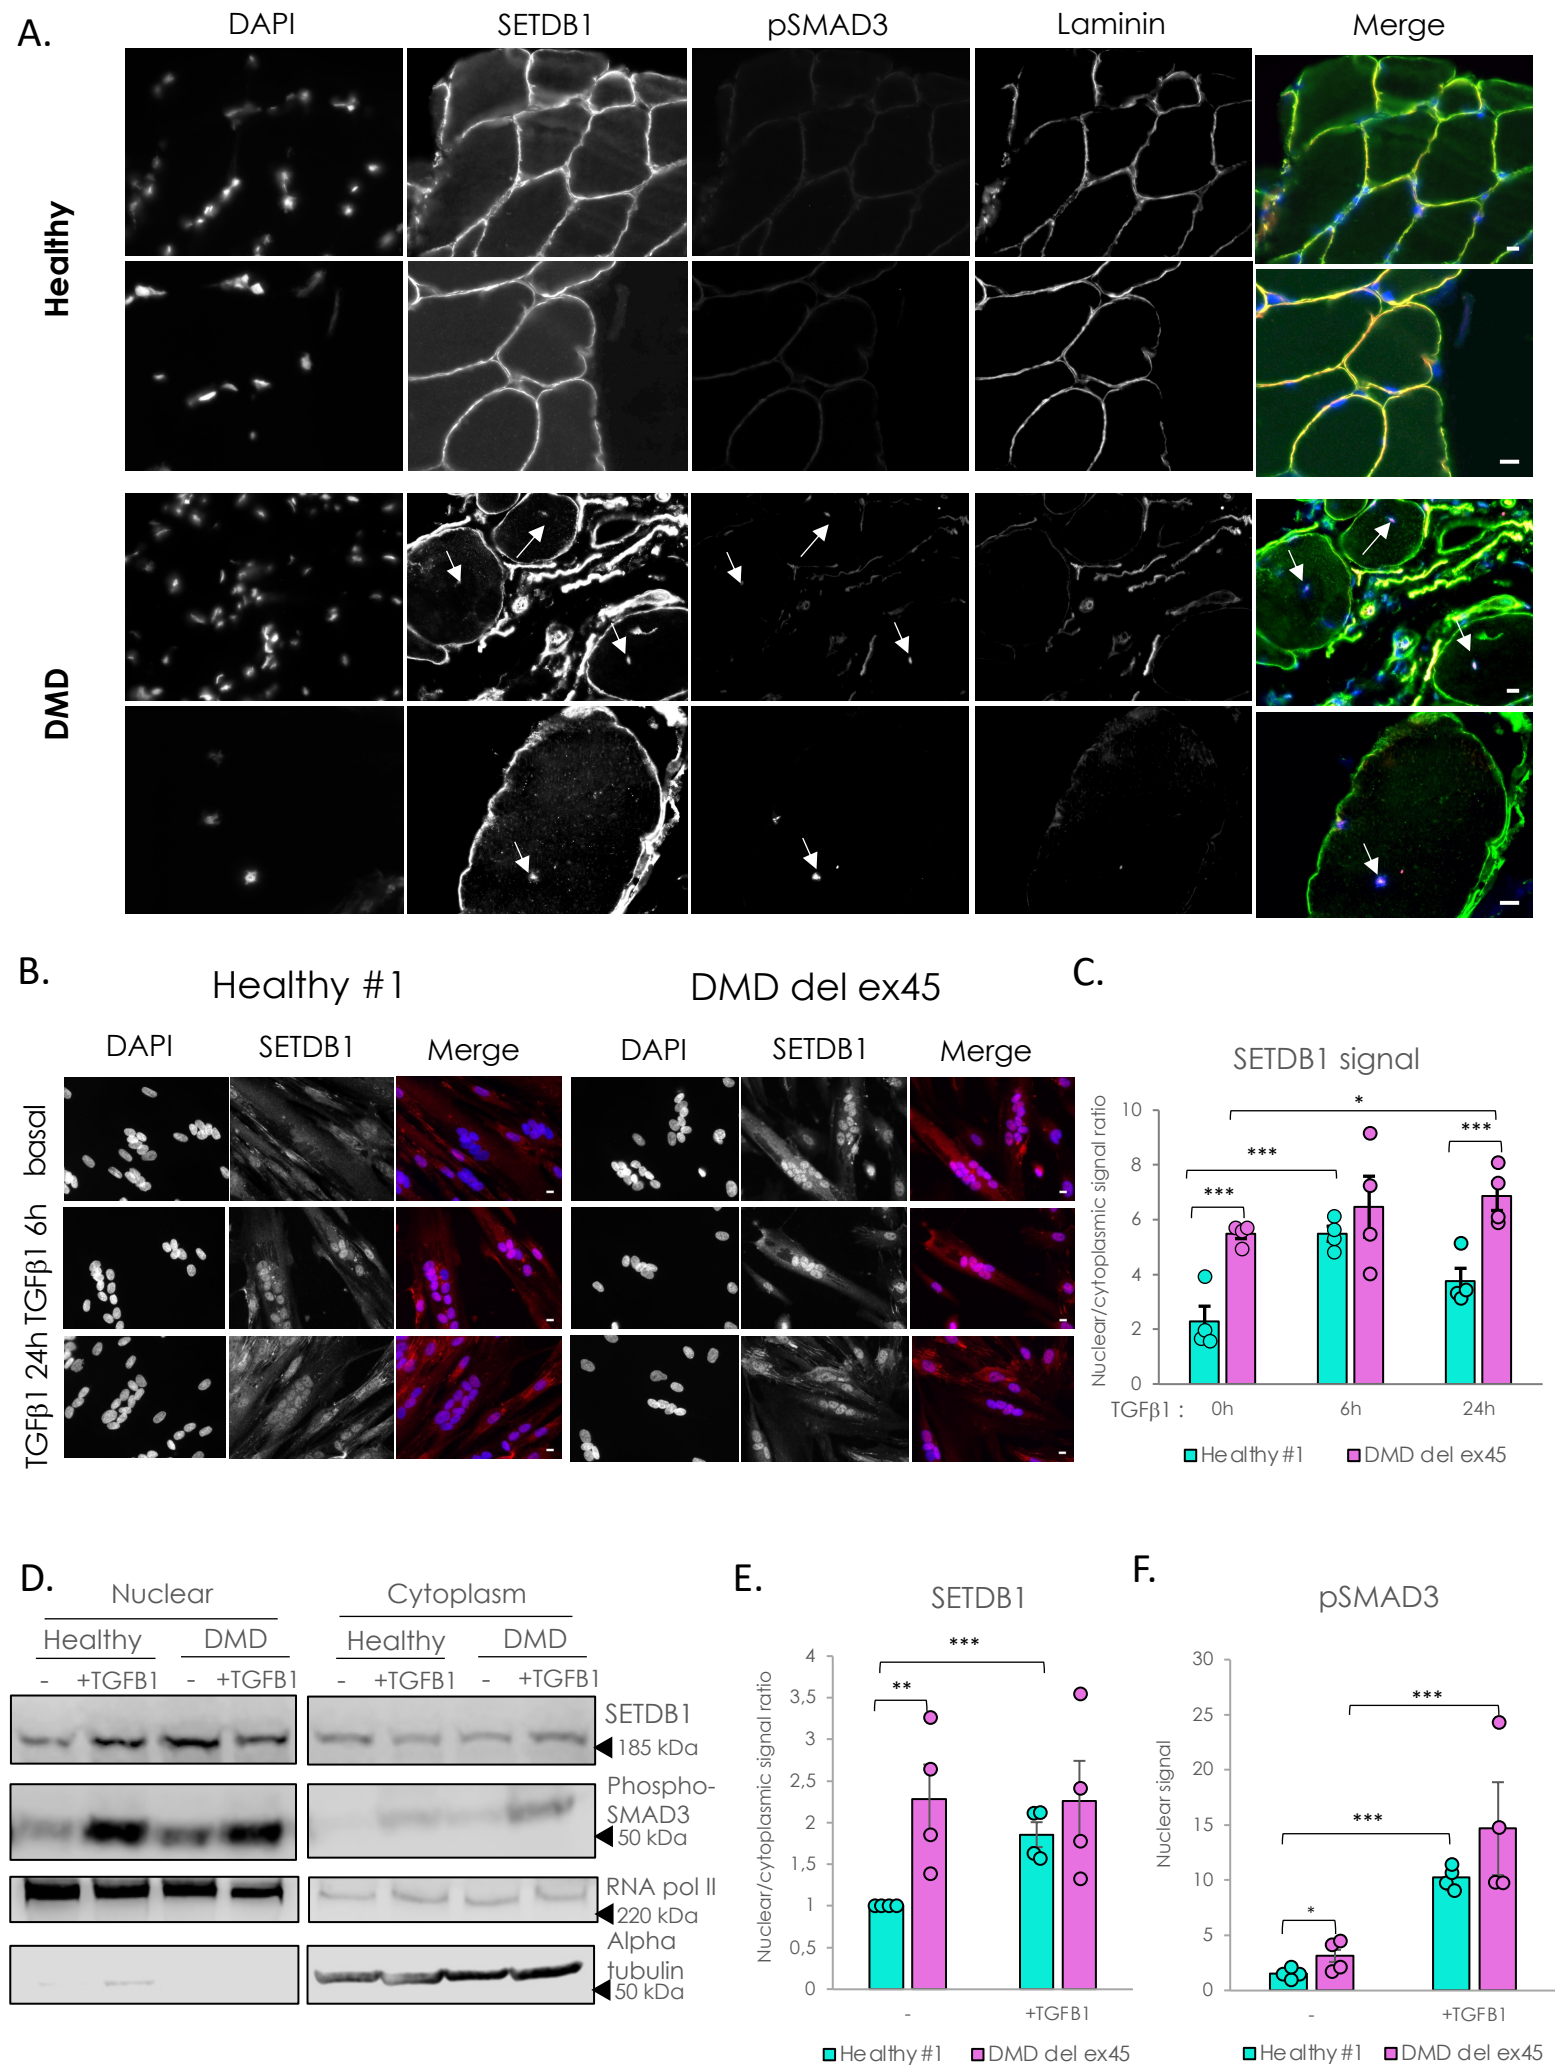 A.
DAPI SETDB1 pSMAD3 Laminin Merge
Healthy
DMD
B.
Healthy #1 DMD del ex45
DAPI SETDB1 Merge DAPI SETDB1 Merge
basal
TGFβ1 6h
TGFβ1 24h
C.
SETDB1 signal
Nuclear/cytoplasmic signal ratio
10
8
6
4
2
0
* *** *** ***
TGFβ1 : 0h 6h 24h
Healthy #1 DMD del ex45
D.
Nuclear Cytoplasm
Healthy DMD Healthy DMD
- +TGFB1 - +TGFB1 - +TGFB1 - +TGFB1
SETDB1
185 kDa
Phospho-
SMAD3
50 kDa
RNA pol II
220 kDa
Alpha
tubulin
50 kDa
E.
SETDB1
Nuclear/cytoplasmic signal ratio
4
3,5
3
2,5
2
1,5
1
0,5
0
*** **
- +TGFB1
Healthy #1 DMD del ex45
F.
pSMAD3
Nuclear signal
30
25
20
15
10
5
0
*** *** *
- +TGFB1
Healthy #1 DMD del ex45